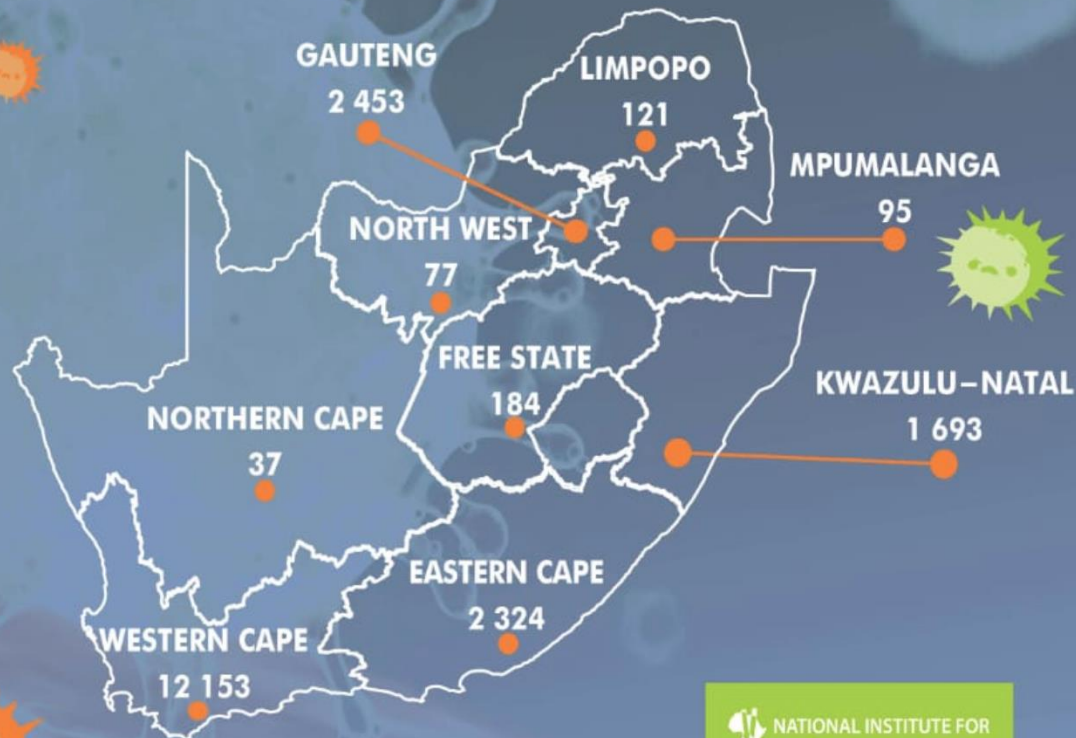 GAUTENG
2 453
LIMPOPO
121
MPUMALANGA
95
NORTH WEST
77
FREE STATE
184
KWAZULU–NATAL
1 693
NORTHERN CAPE
37
EASTERN CAPE
2 324
WESTERN CAPE
12 153
NATIONAL INSTITUTE FOR